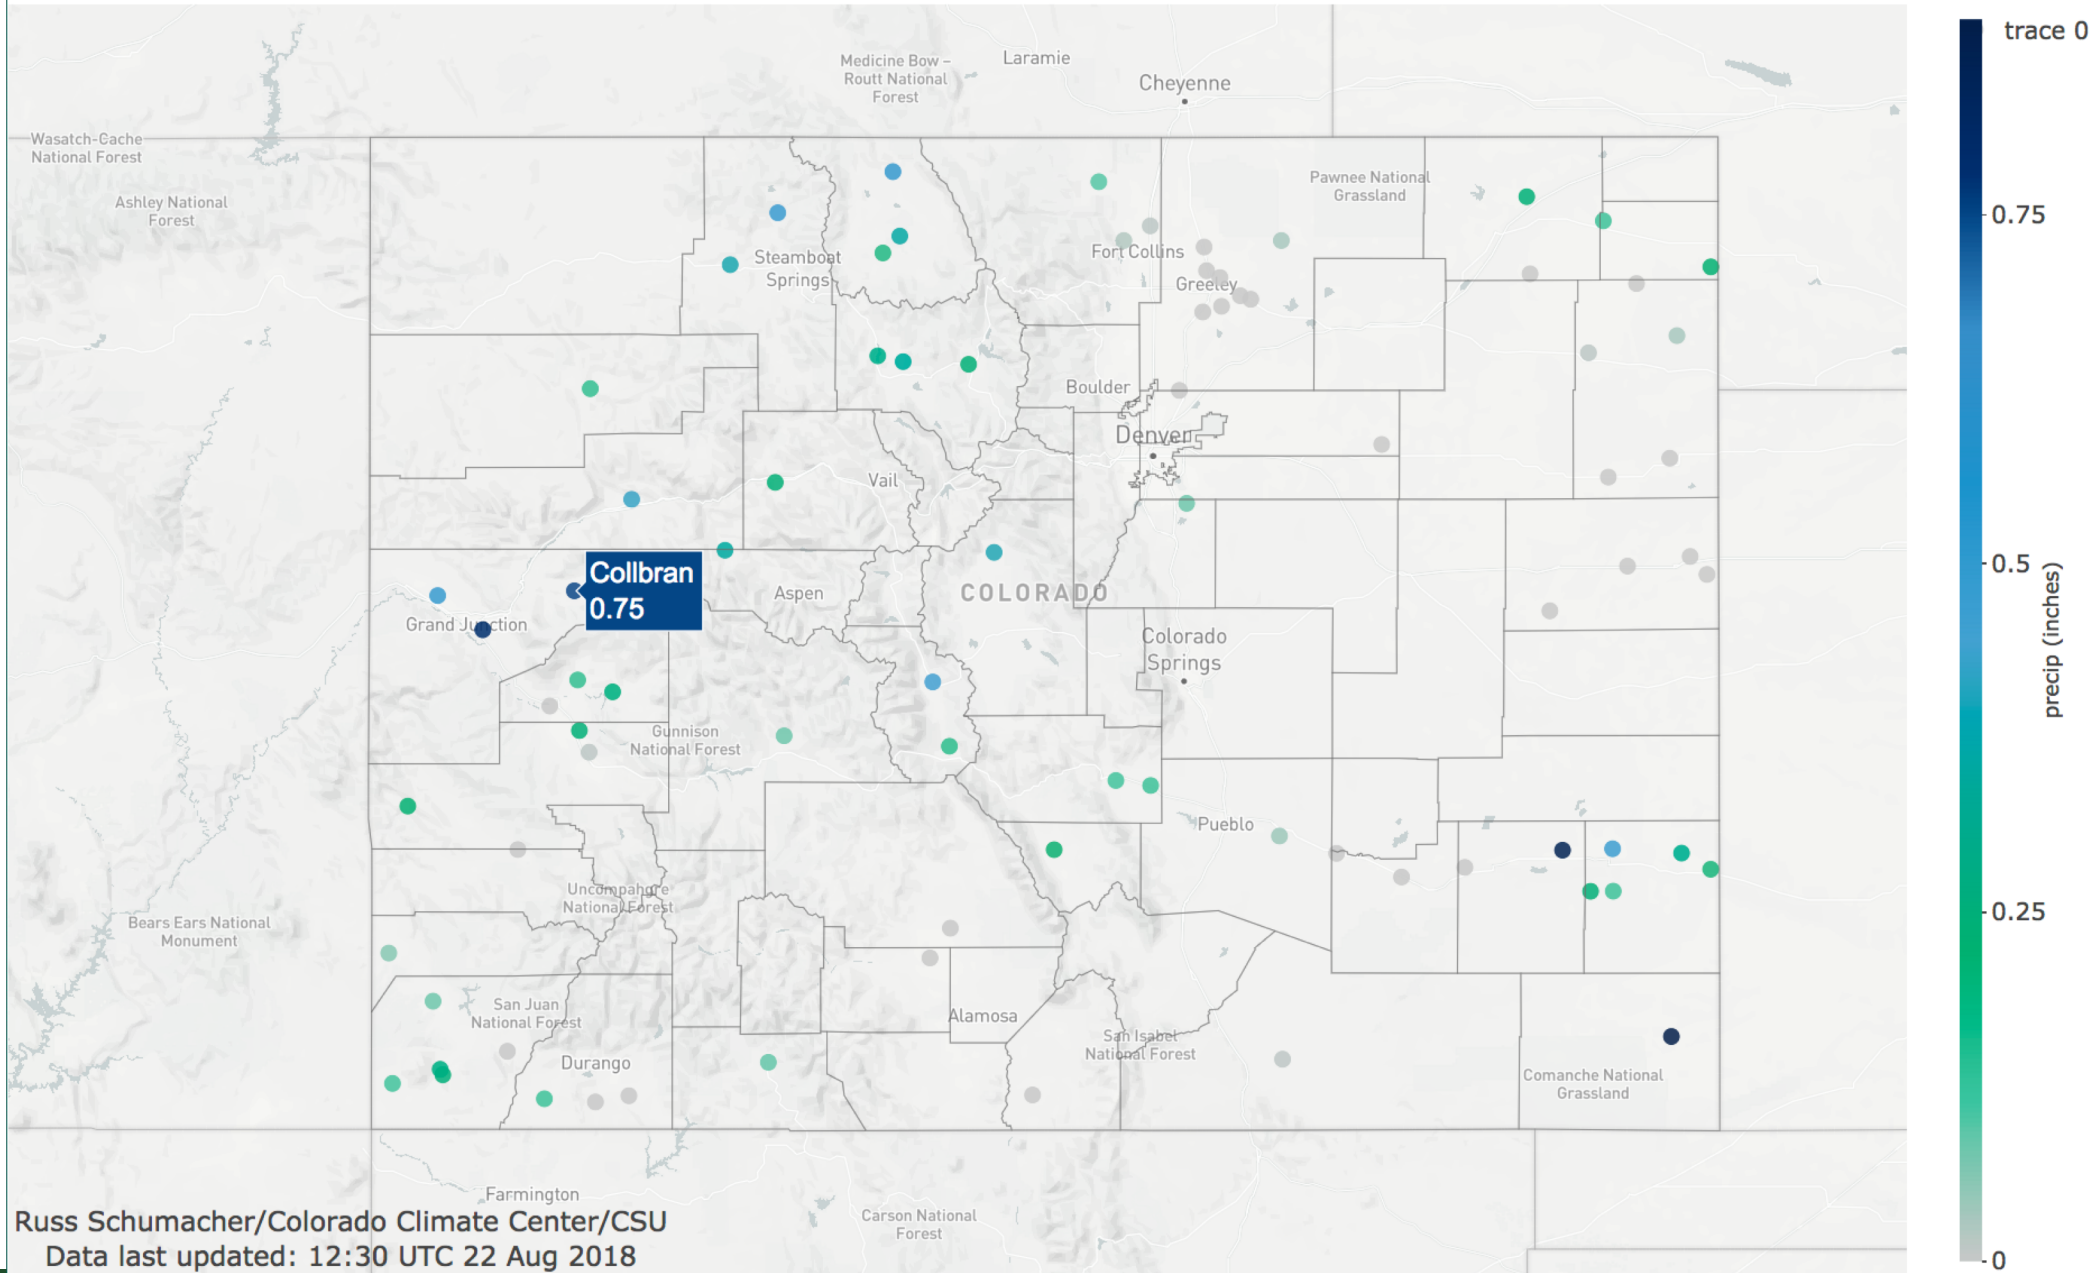 trace 0
Laramie
Medicine Bow –
Routt National
Forest
Cheyenne
Wasatch-Cache
National Forest
Pawnee National
Grassland
Ashley National
Forest
0.75
Fort Collins
Steamboat
Springs
Greeley
Boulder
Denver
Vail
0.5
Collbran
0.75
Aspen
COLORADO
Grand Junction
Colorado
Springs
precip (inches)
Gunnison
National Forest
Pueblo
Uncompahgre
National Forest
0.25
Bears Ears National
Monument
San Juan
National Forest
Alamosa
San Isabel
National Forest
Durango
Comanche National
Grassland
Farmington
Carson National
Forest
Russ Schumacher/Colorado Climate Center/CSU
Data last updated: 12:30 UTC 22 Aug 2018
0